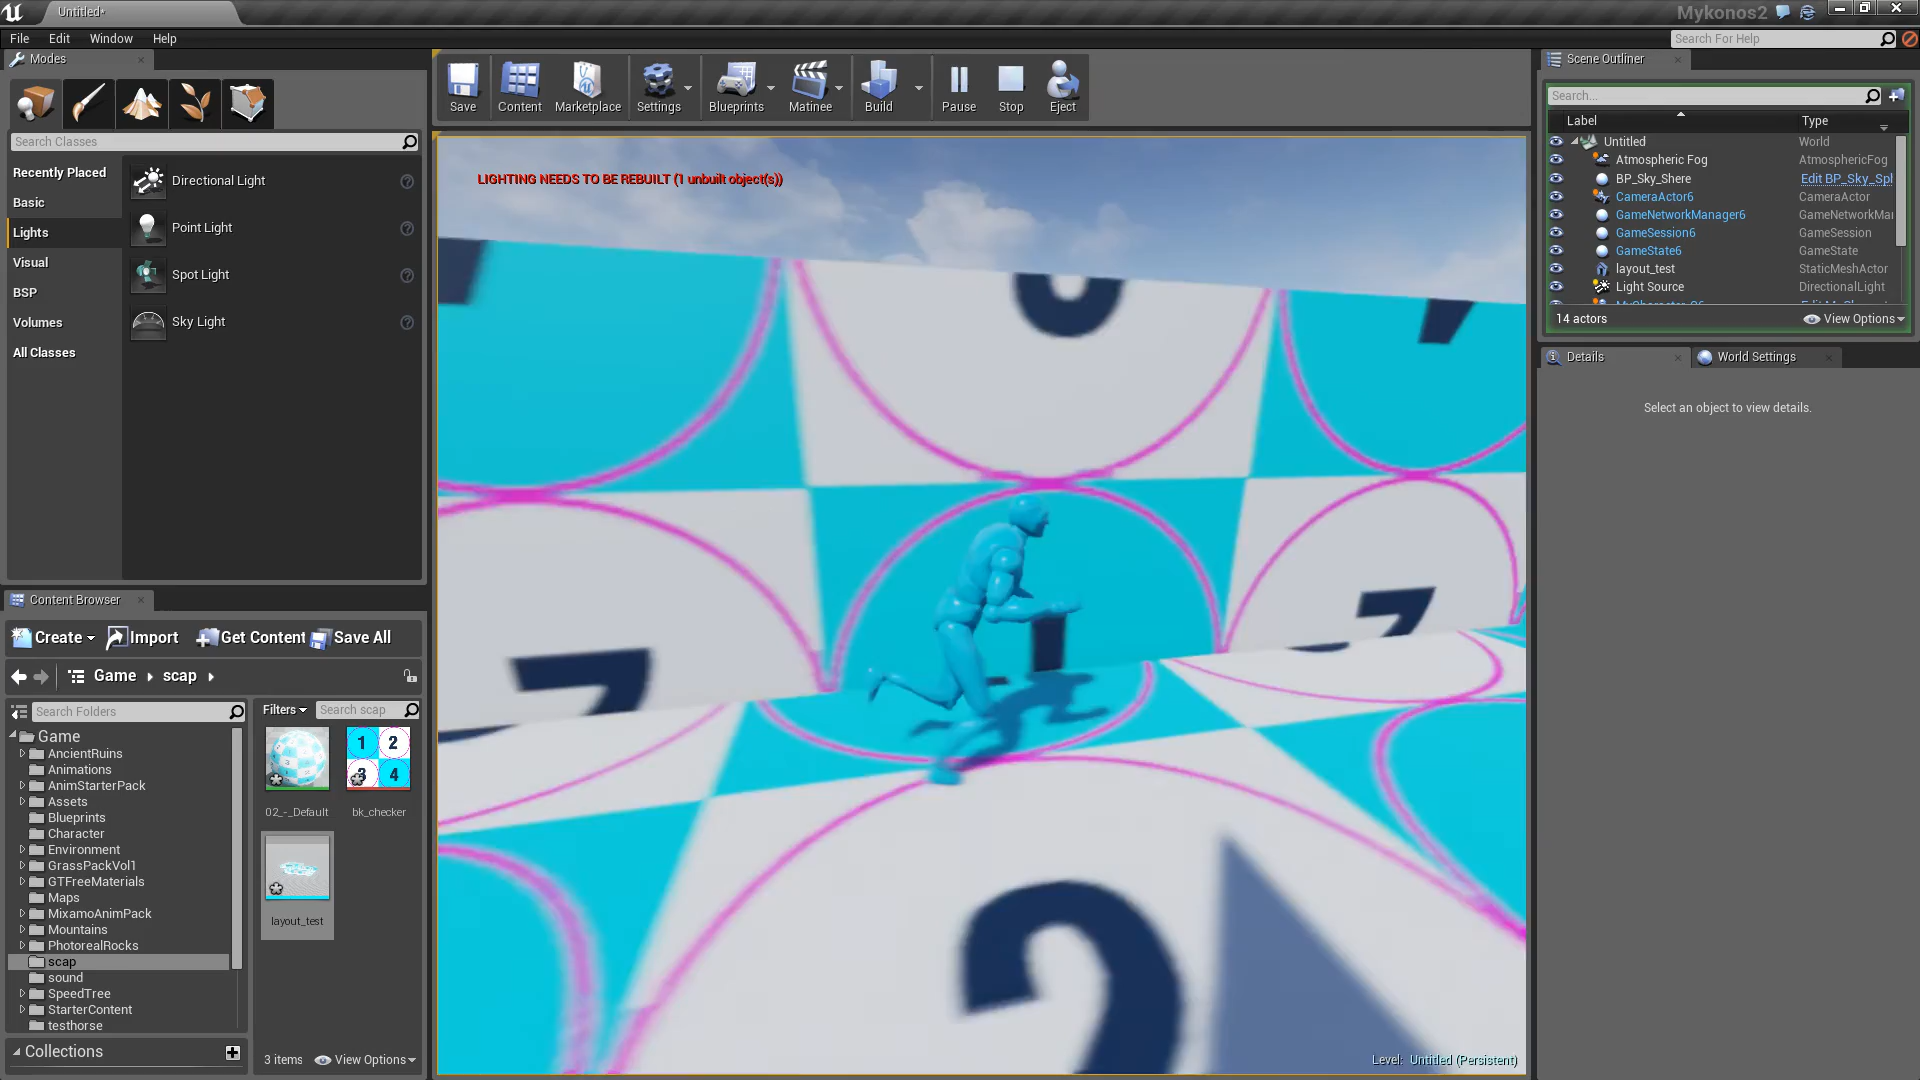 Untitled*
Mykonos2
File Edit Window Help
Search For Help
Modes
Search Classes
Recently Placed
Basic
Lights
Visual
BSP
Volumes
All Classes
Directional Light
Point Light
Spot Light
Sky Light
Save Content Marketplace Settings Blueprints Matinee Build Pause Stop Eject
LIGHTING NEEDS TO BE REBUILT (1 unbuilt object(s))
2
Level: Untitled (Persistent)
Scene Outliner
Search...
Label Type
Untitled World
Atmospheric Fog AtmosphericFog
BP_Sky_Shere Edit BP_Sky_Sp
CameraActor6 CameraActor
GameNetworkManager6 GameNetworkMa
GameSession6 GameSession
GameState6 GameState
layout_test StaticMeshActor
Light Source DirectionalLight
14 actors View Options
Details World Settings
Select an object to view details.
Content Browser
Create Import Get Content Save All
Game scap
Search Folders
Filters Search scap
Game
AncientRuins
Animations
AnimStarterPack
Assets
Blueprints
Character
Environment
GrassPackVol1
GTFreeMaterials
Maps
MixamoAnimPack
Mountains
PhotorealRocks
scap
sound
SpeedTree
StarterContent
testhorse
Collections
1 2
3 4
02_-_Default bk_checker
layout_test
3 items View Options